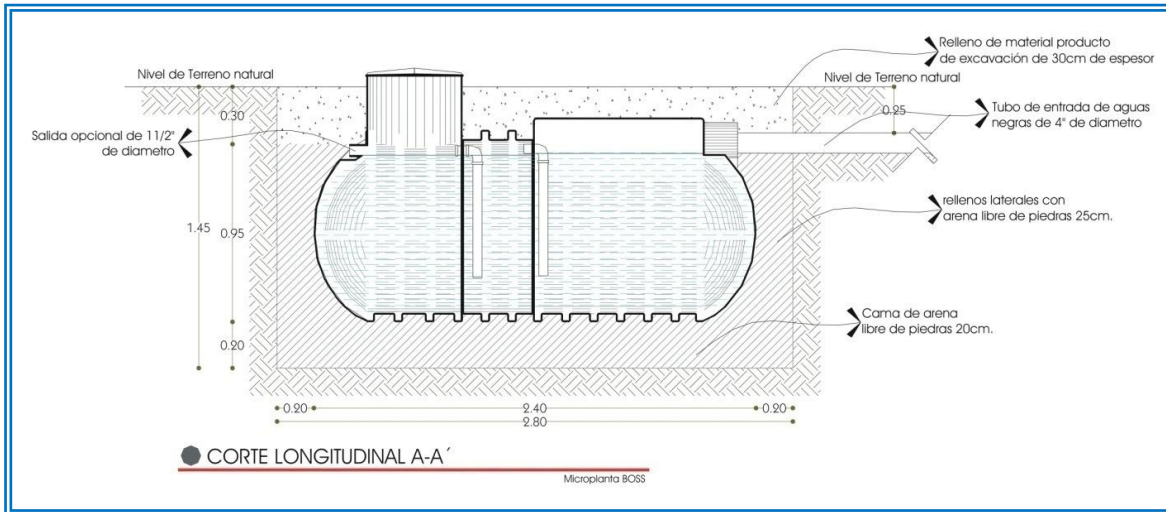 Relleno de material producto
de excavación de 30cm de espesor
Nivel de Terreno natural
Nivel de Terreno natural
0.30
0.25
Tubo de entrada de aguas
negras de 4" de diametro
Salida opcional de 11/2"
de diametro
rellenos laterales con
arena libre de piedras 25cm.
1.45
0.95
Cama de arena
libre de piedras 20cm.
0.20
0.20
2.40
0.20
2.80
CORTE LONGITUDINAL A-A´
Microplanta BOSS